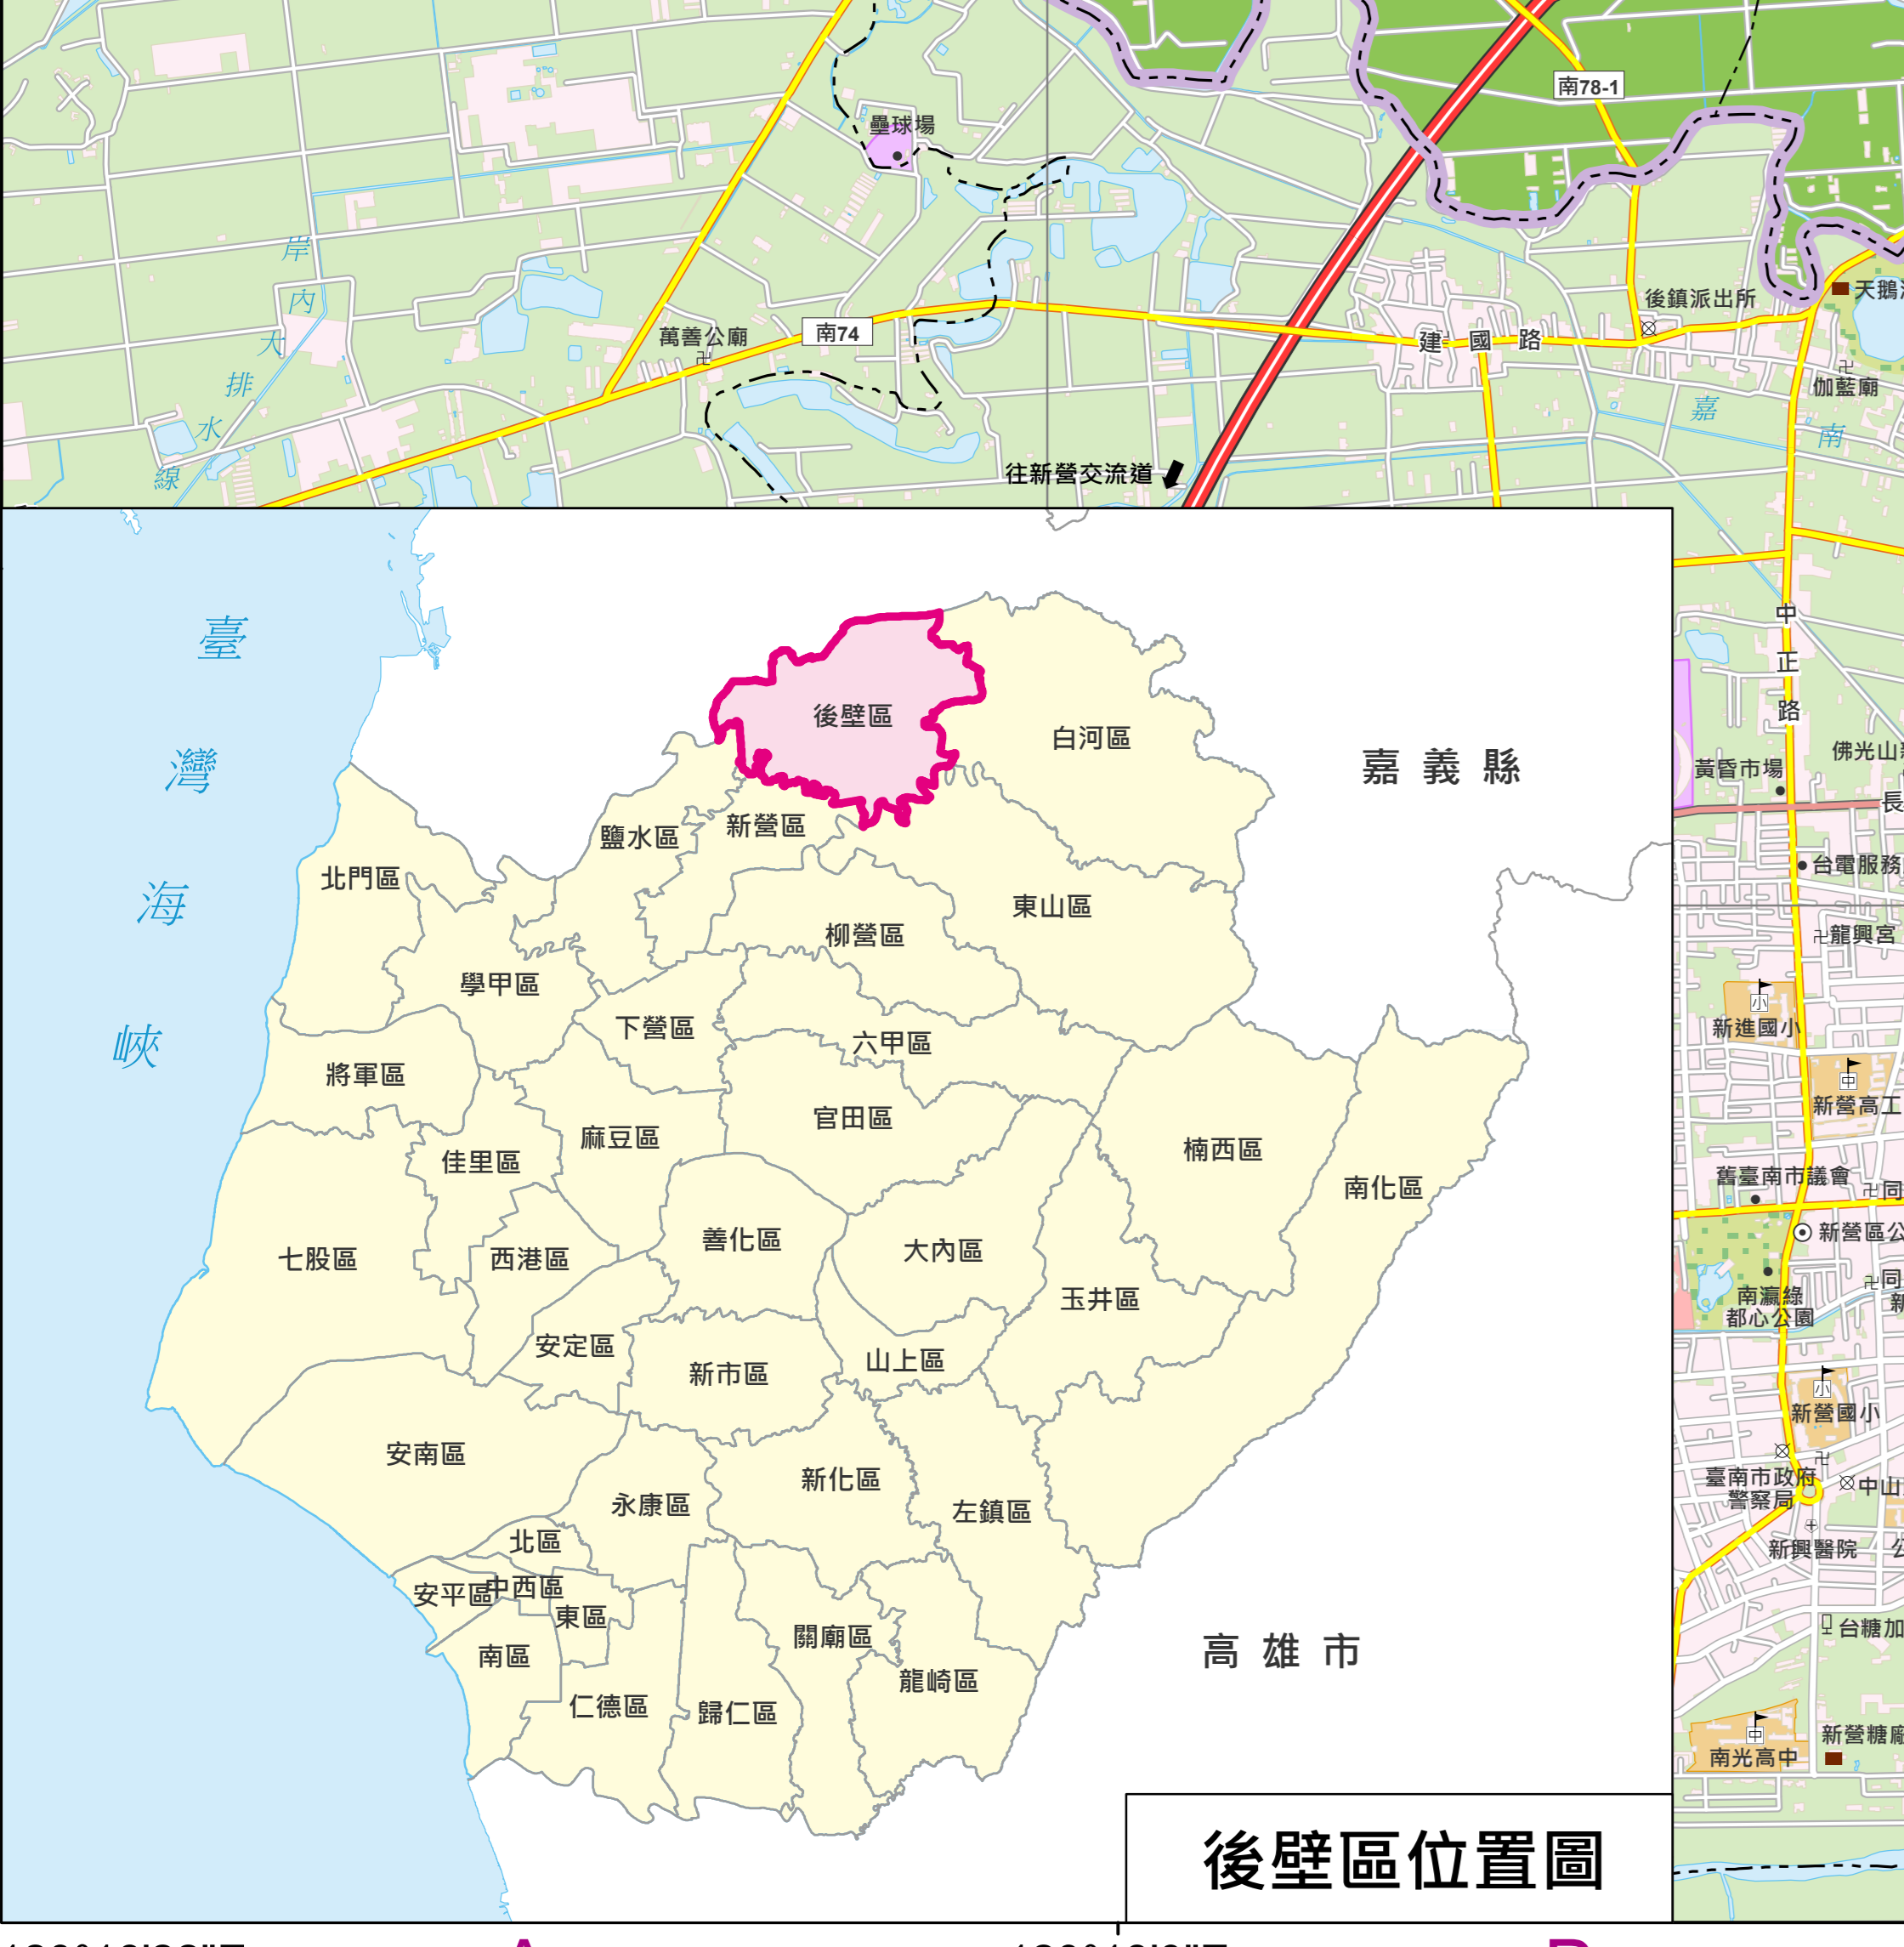 南78-1
壘球場
岸內大排水線
後鎮派出所
天鵝
萬善公廟
南74
建國路
伽藍廟
嘉南
往新營交流道
臺灣海峽
後壁區
白河區
嘉義縣
鹽水區
新營區
北門區
東山區
柳營區
學甲區
下營區
六甲區
將軍區
官田區
麻豆區
楠西區
佳里區
南化區
善化區
大內區
七股區
西港區
玉井區
安定區
山上區
新市區
安南區
新化區
永康區
左鎮區
北區
安平區
中西區
東區
關廟區
南區
龍崎區
仁德區
歸仁區
高雄市
後壁區位置圖
中正路
佛光山
黃昏市場
長
台電服務
龍興宮
小
新進國小
中
新營高工
舊臺南市議會
同
新營區公
同
南瀛綠
都心公園
小
新營國小
臺南市政府
警察局
中山
新興醫院
台糖加
中
南光高中
新營糖廠